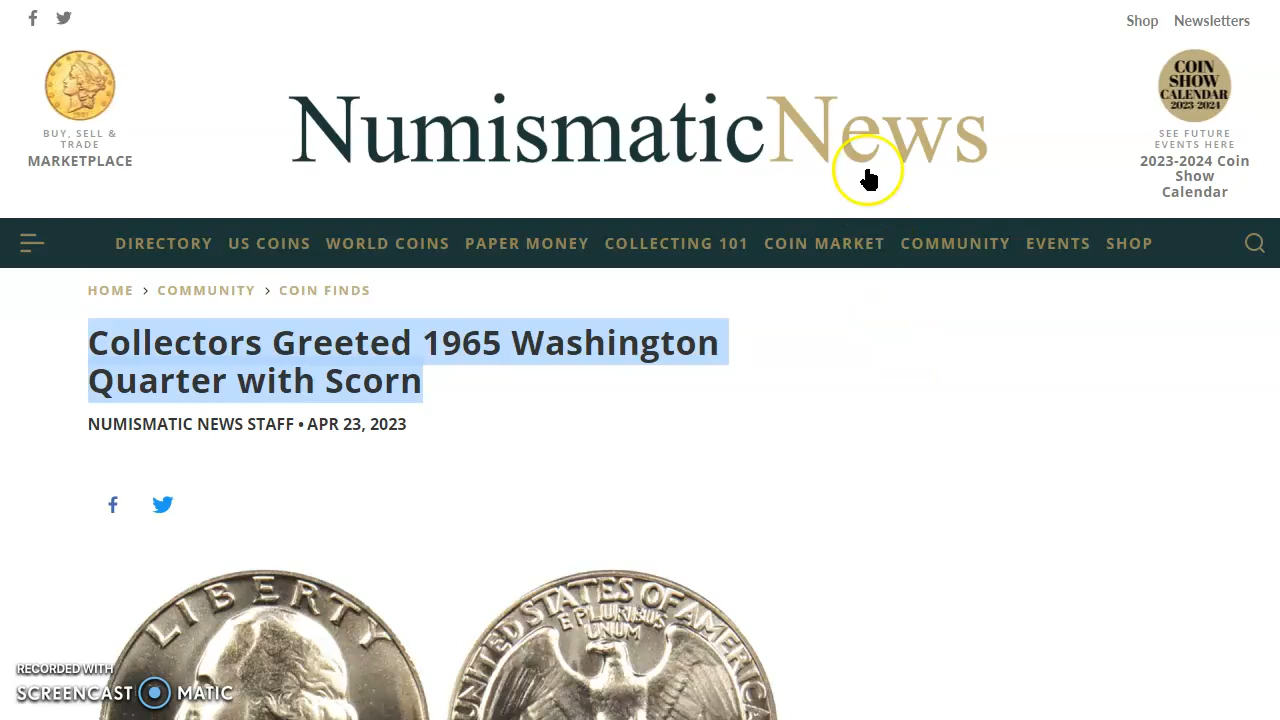 Shop Newsletters
COIN
SHOW
CALENDAR
2023-2024
BUY, SELL &
TRADE
MARKETPLACE
NumismaticNews
SEE FUTURE
EVENTS HERE
2023-2024 Coin
Show
Calendar
DIRECTORY US COINS WORLD COINS PAPER MONEY COLLECTING 101 COIN MARKET COMMUNITY EVENTS SHOP
HOME > COMMUNITY > COIN FINDS
Collectors Greeted 1965 Washington
Quarter with Scorn
NUMISMATIC NEWS STAFF • APR 23, 2023
LIBERTY
UNITED STATES OF AMERICA
E PLURIBUS
UNUM
RECORDED WITH
SCREENCAST MATIC